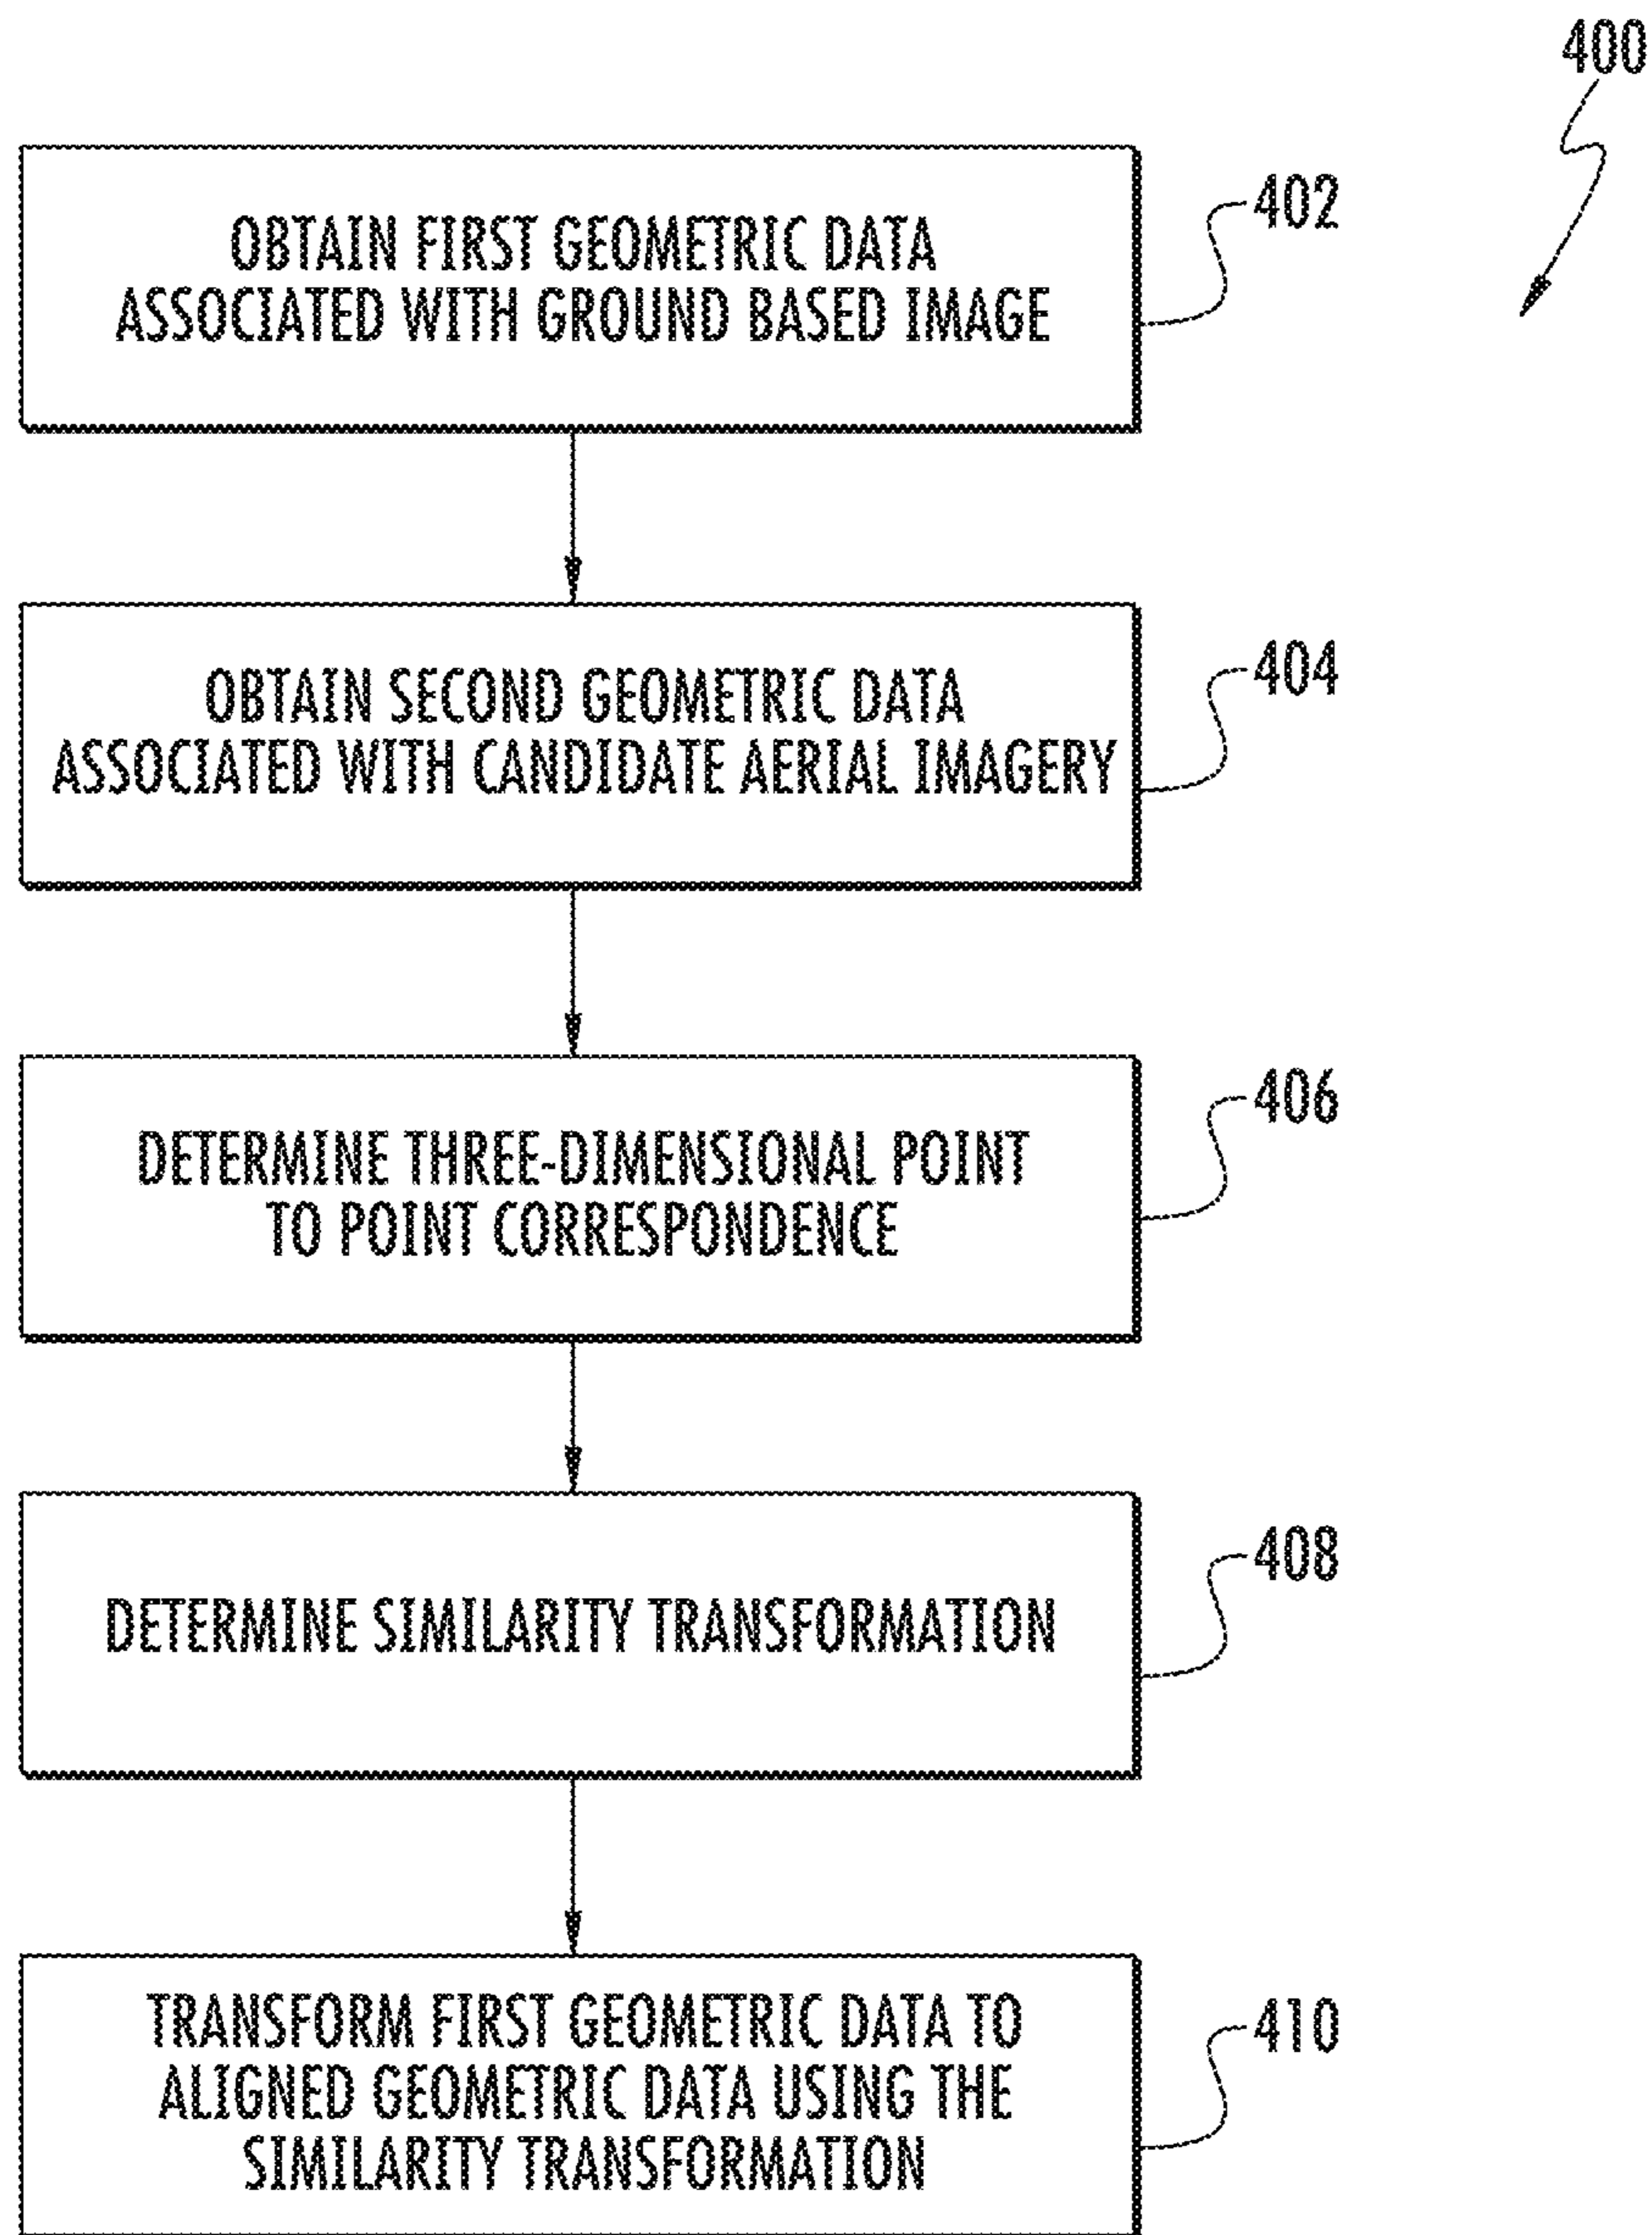 400
OBTAIN FIRST GEOMETRIC DATA
ASSOCIATED WITH GROUND BASED IMAGE
402
OBTAIN SECOND GEOMETRIC DATA
ASSOCIATED WITH CANDIDATE AERIAL IMAGERY
404
DETERMINE THREE-DIMENSIONAL POINT
TO POINT CORRESPONDENCE
406
DETERMINE SIMILARITY TRANSFORMATION
408
TRANSFORM FIRST GEOMETRIC DATA TO
ALIGNED GEOMETRIC DATA USING THE
SIMILARITY TRANSFORMATION
410